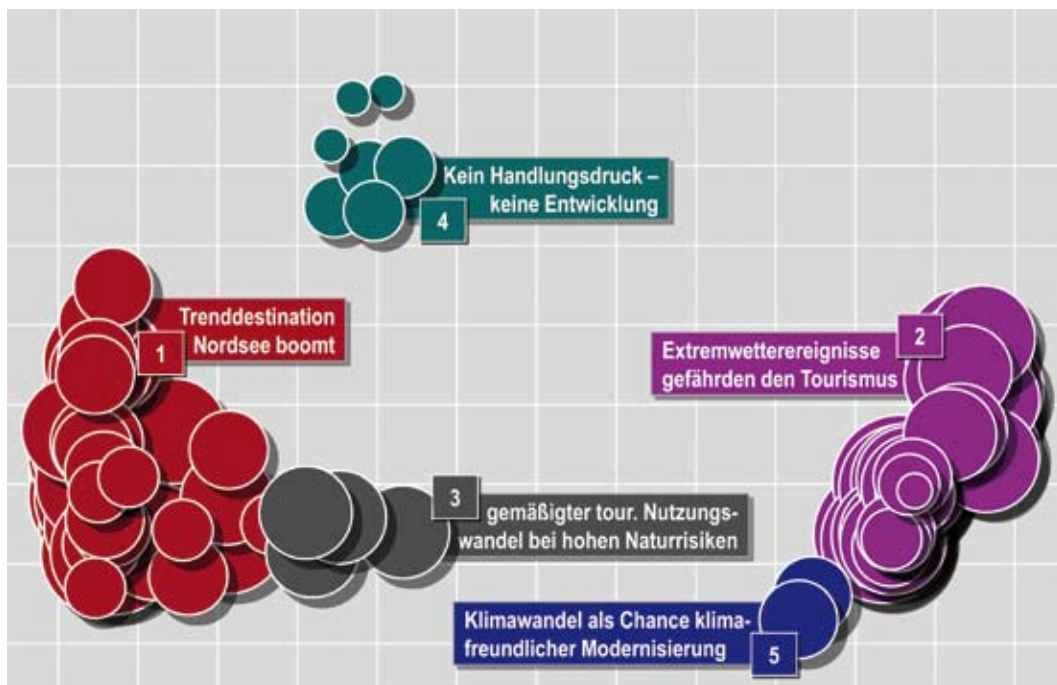 Kein Handlungsdruck –
keine Entwicklung
4
Trenddestination
Nordsee boomt
1
2
Extremwetterereignisse
gefährden den Tourismus
3
gemäßigter tour. Nutzungs-
wandel bei hohen Naturrisiken
Klimawandel als Chance klima-
freundlicher Modernisierung
5